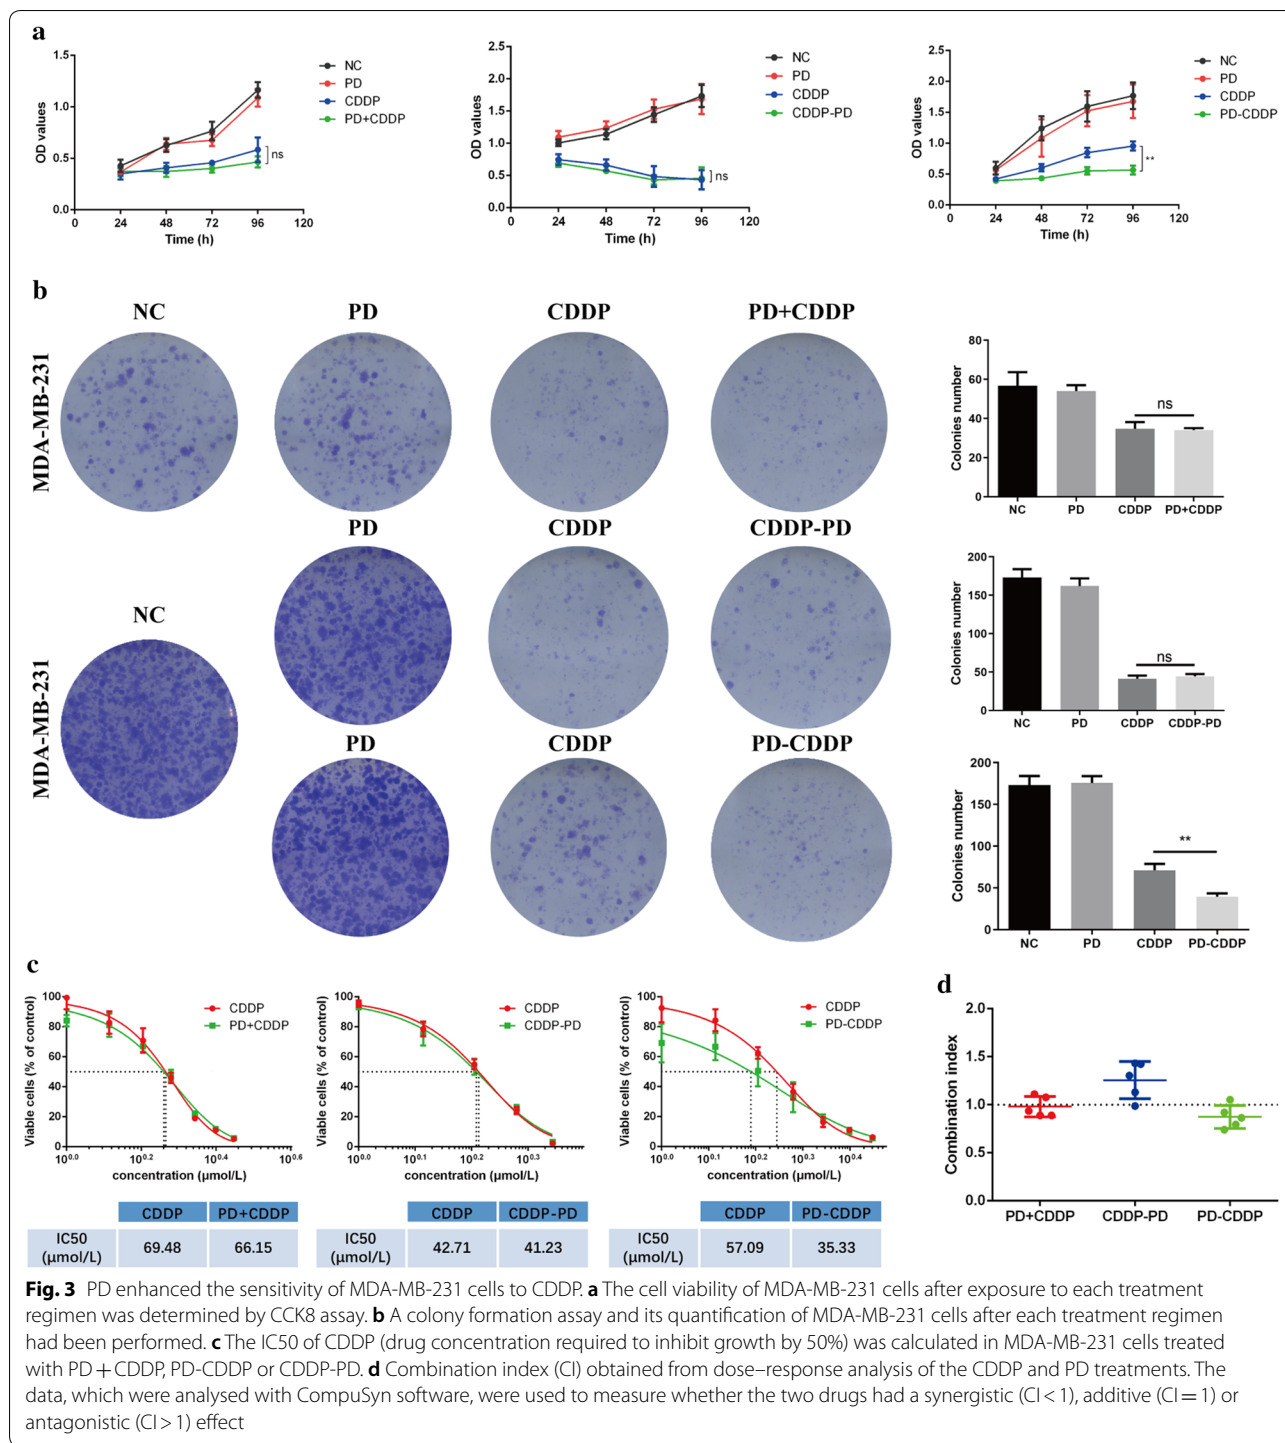 a
1.5
1.0
0.5
0.0
OD values
0
24
48
72
96
120
Time (h)
NC
PD
CDDP
PD+CDDP
ns
2.5
2.0
1.5
1.0
0.5
0.0
OD values
0
24
48
72
96
120
Time (h)
NC
PD
CDDP
CDDP-PD
ns
2.5
2.0
1.5
1.0
0.5
0.0
OD values
0
24
48
72
96
120
Time (h)
NC
PD
CDDP
PD-CDDP
**
b
NC
PD
CDDP
PD+CDDP
MDA-MB-231
80
60
40
20
0
Colonies number
ns
NC
PD
CDDP
PD+CDDP
PD
CDDP
CDDP-PD
NC
MDA-MB-231
200
150
100
50
0
Colonies number
ns
NC
PD
CDDP
CDDP-PD
PD
CDDP
PD-CDDP
200
150
100
50
0
Colonies number
**
NC
PD
CDDP
PD-CDDP
c
100
80
60
40
20
0
Viable cells (% of control)
10^0.0
10^0.2
10^0.4
10^0.6
concentration (μmol/L)
CDDP
PD+CDDP
CDDP
PD+CDDP
IC50
(μmol/L)
69.48
66.15
100
80
60
40
20
0
Viable cells (% of control)
10^0.0
10^0.1
10^0.2
10^0.3
concentration (μmol/L)
CDDP
CDDP-PD
CDDP
CDDP-PD
IC50
(μmol/L)
42.71
41.23
100
80
60
40
20
0
Viable cells (% of control)
10^0.0
10^0.1
10^0.2
10^0.3
10^0.4
concentration (μmol/L)
CDDP
PD-CDDP
CDDP
PD-CDDP
IC50
(μmol/L)
57.09
35.33
d
1.5
1.0
0.5
0.0
Combination index
PD+CDDP
CDDP-PD
PD-CDDP
Fig. 3 PD enhanced the sensitivity of MDA-MB-231 cells to CDDP. a The cell viability of MDA-MB-231 cells after exposure to each treatment
regimen was determined by CCK8 assay. b A colony formation assay and its quantification of MDA-MB-231 cells after each treatment regimen
had been performed. c The IC50 of CDDP (drug concentration required to inhibit growth by 50%) was calculated in MDA-MB-231 cells treated
with PD + CDDP, PD-CDDP or CDDP-PD. d Combination index (CI) obtained from dose–response analysis of the CDDP and PD treatments. The
data, which were analysed with CompuSyn software, were used to measure whether the two drugs had a synergistic (CI < 1), additive (CI = 1) or
antagonistic (CI > 1) effect